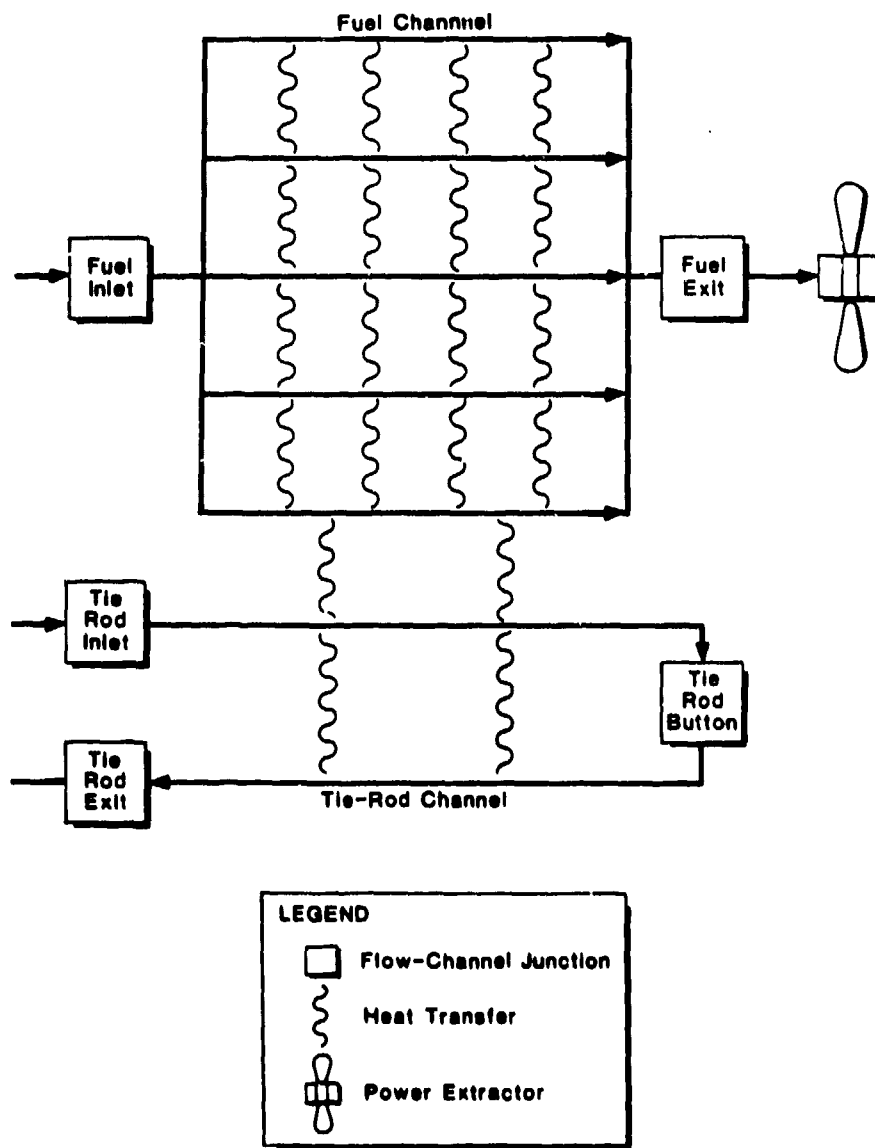 Fuel Channel
Fuel
Inlet
Fuel
Exit
Tie
Rod
Inlet
Tie
Rod
Button
Tie
Rod
Exit
Tie-Rod Channel
LEGEND
Flow-Channel Junction
Heat Transfer
Power Extractor